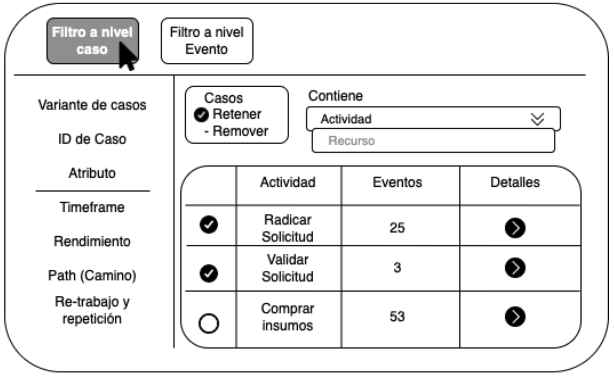 Filtro a nivel
caso
Filtro a nivel
Evento
Variante de casos
ID de Caso
Atributo
Timeframe
Rendimiento
Path (Camino)
Re-trabajo y
repetición
Casos
Retener
- Remover
Contiene
Actividad
Recurso
Actividad Eventos Detalles
Radicar
Solicitud
25
Validar
Solicitud
3
Comprar
insumos
53